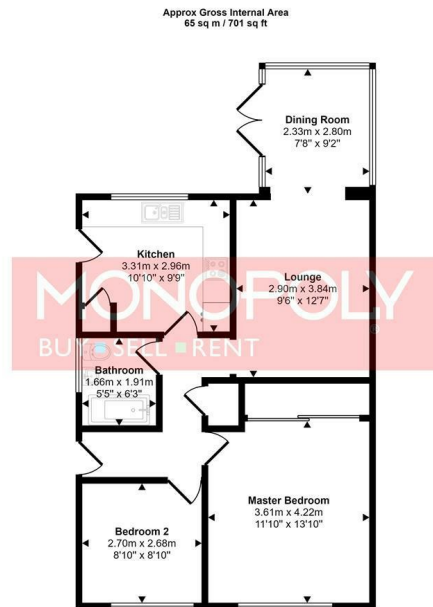 Approx Gross Internal Area
65 sq m / 701 sq ft
Dining Room
2.33m x 2.80m
7'8" x 9'2"
Kitchen
3.31m x 2.96m
10'10" x 9'9"
Lounge
2.90m x 3.84m
9'6" x 12'7"
MONOPOLY
BUY SELL RENT
Bathroom
1.66m x 1.91m
5'5" x 6'3"
Master Bedroom
3.61m x 4.22m
11'10" x 13'10"
Bedroom 2
2.70m x 2.68m
8'10" x 8'10"